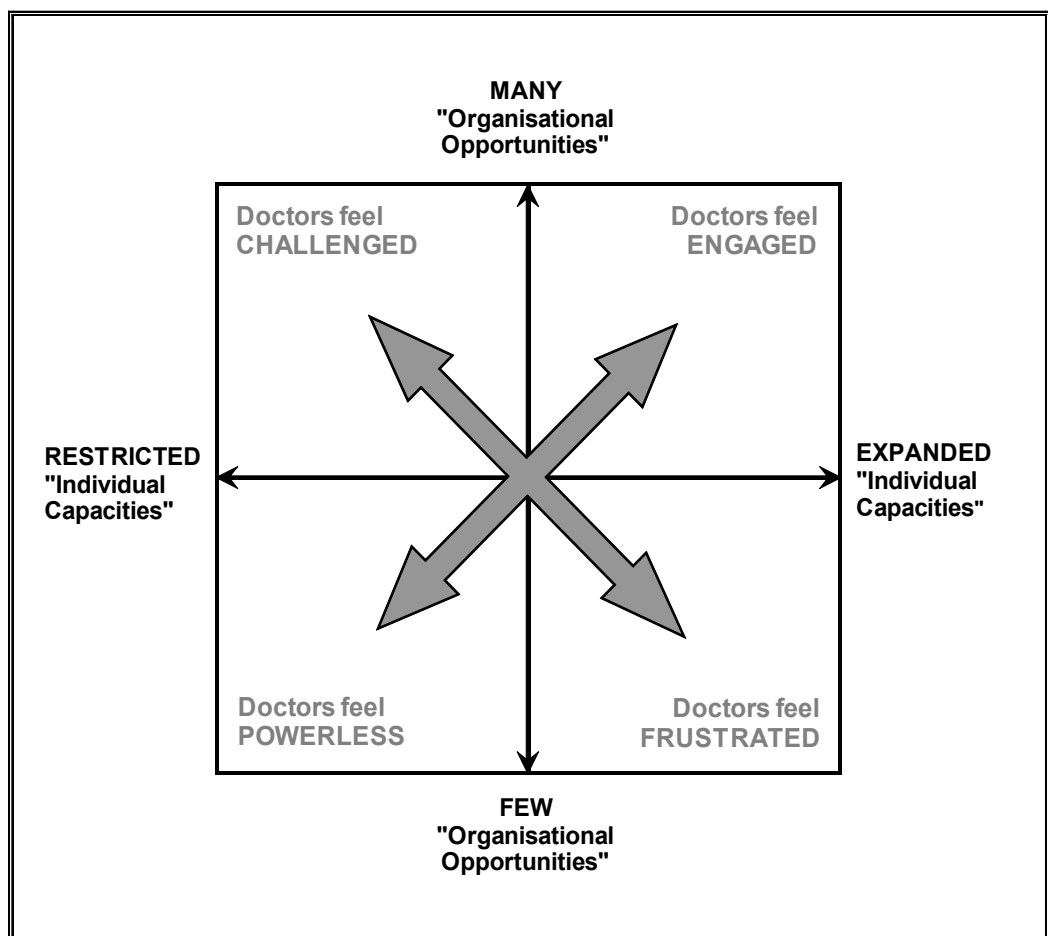 MANY
"Organisational
Opportunities"
Doctors feel
CHALLENGED
Doctors feel
ENGAGED
RESTRICTED
"Individual
Capacities"
EXPANDED
"Individual
Capacities"
Doctors feel
POWERLESS
Doctors feel
FRUSTRATED
FEW
"Organisational
Opportunities"